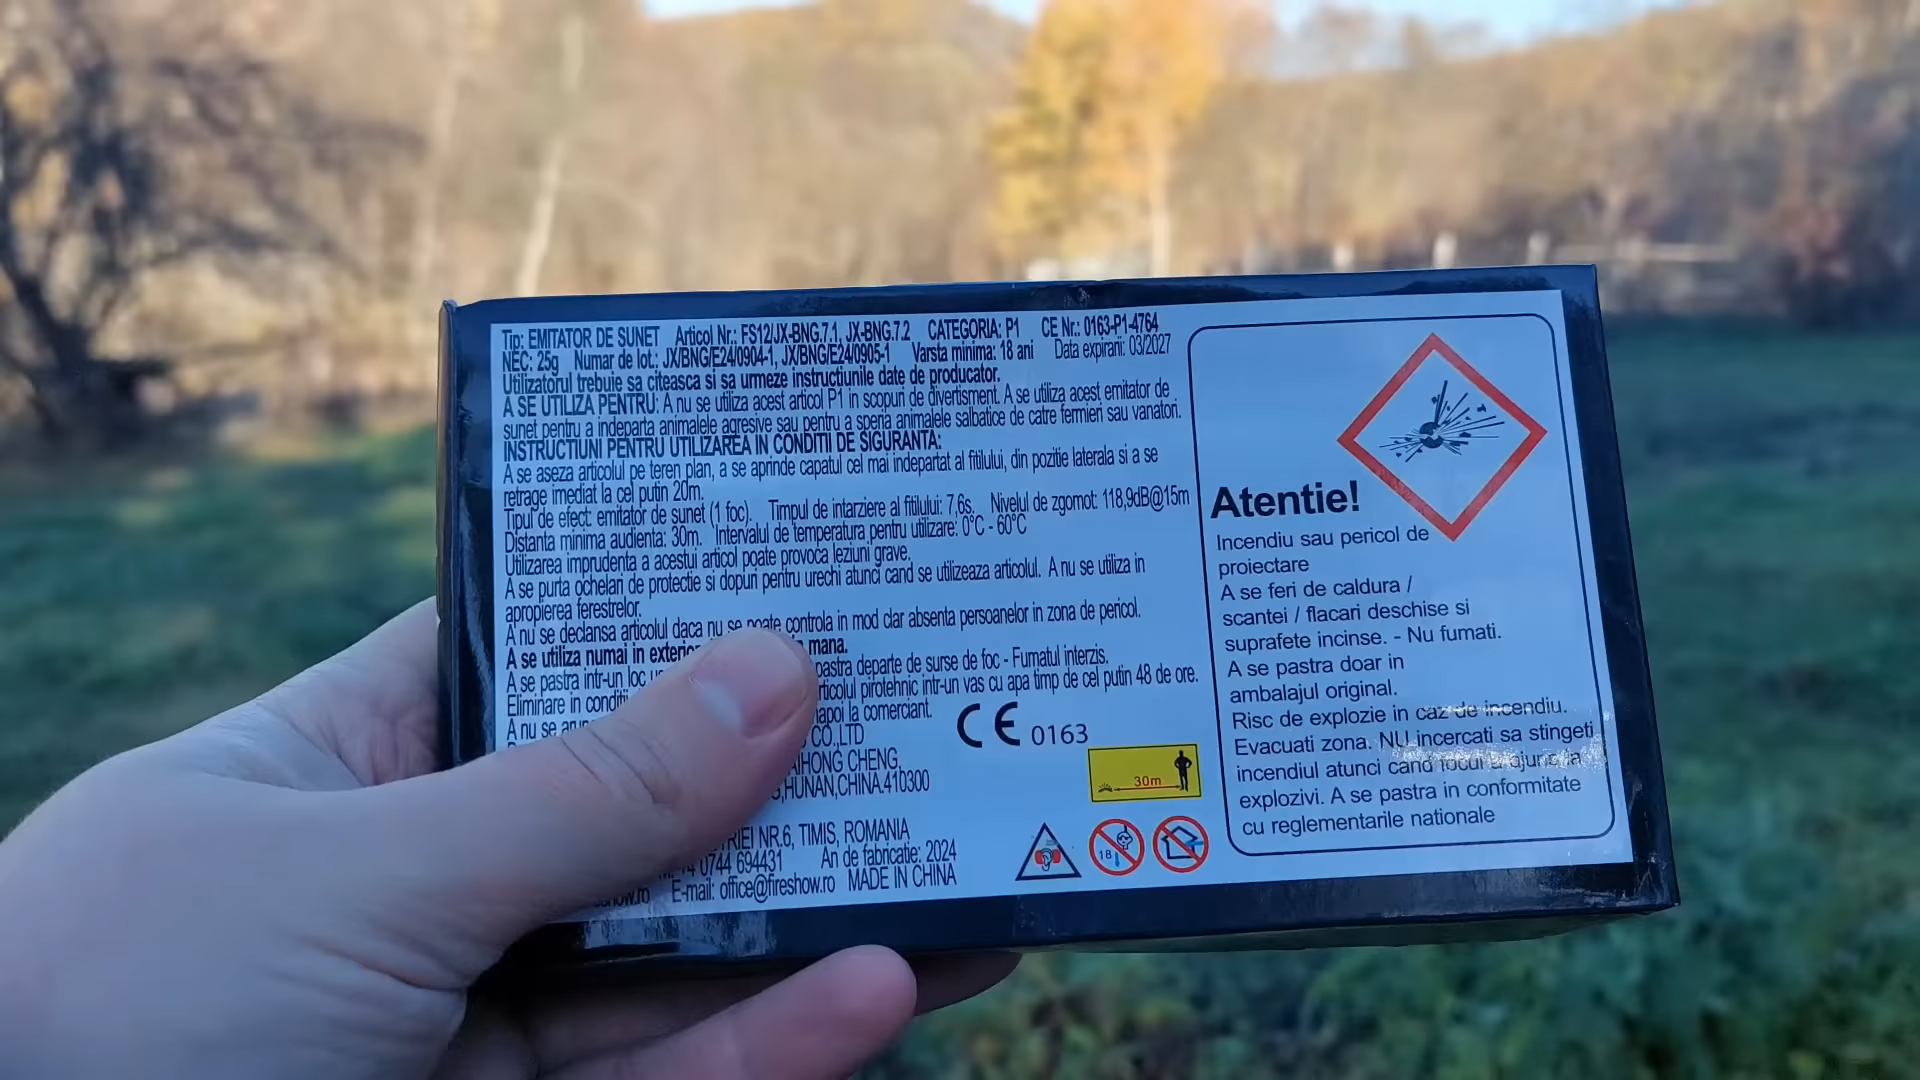 Tip: EMITATOR DE SUNET Articol Nr.: FS12/JX-BNG.7.1, JX-BNG.7.2 CATEGORIA: P1 CE Nr.: 0163-P1-4764
NEC: 25g Numar de lot.: JX/BNG/E24/0904-1, JX/BNG/E24/0905-1 Varsta minima: 18 ani Data expirarii: 03/2027
Utilizatorul trebuie sa citeasca si sa urmeze instructiunile date de producator.
A SE UTILIZA PENTRU: A nu se utiliza acest articol P1 in scopuri de divertisment. A se utiliza acest emitator de
sunet pentru a indeparta animalele agresive sau pentru a speria animalele salbatice de catre fermieri sau vanatori.
INSTRUCTIUNI PENTRU UTILIZAREA IN CONDITII DE SIGURANTA:
A se aseza articolul pe teren plan, a se aprinde capatul cel mai indepartat al fitilului, din pozitie laterala si a se
retrage imediat la cel putin 20m.
Tipul de efect: emitator de sunet (1 foc). Timpul de intarziere al fitilului: 7,6s. Nivelul de zgomot: 118,9dB@15m
Distanta minima audienta: 30m. Intervalul de temperatura pentru utilizare: 0°C - 60°C
Utilizarea imprudenta a acestui articol poate provoca leziuni grave.
A se purta ochelari de protectie si dopuri pentru urechi atunci cand se utilizeaza articolul. A nu se utiliza in
apropierea ferestrelor.
A nu se declansa articolul daca nu se poate controla in mod clar absenta persoanelor in zona de pericol.
A se utiliza numai in exterior mana.
A se pastra intr-un loc pastra departe de surse de foc - Fumatul interzis.
Eliminare in conditii articolul pirotehnic intr-un vas cu apa timp de cel putin 48 de ore.
A nu se inapoi la comerciant.
CO.,LTD
CHENG,
HUNAN,CHINA.410300
NR.6, TIMIS, ROMANIA
0744 694431 An de fabricatie: 2024
E-mail: office@fireshow.ro MADE IN CHINA
CE 0163
30m
18
Atentie!
Incendiu sau pericol de
proiectare
A se feri de caldura /
scantei / flacari deschise si
suprafete incinse. - Nu fumati.
A se pastra doar in
ambalajul original.
Risc de explozie in caz de incendiu.
Evacuati zona. NU incercati sa stingeti
incendiul atunci cand focul a ajuns la
explozivi. A se pastra in conformitate
cu reglementarile nationale